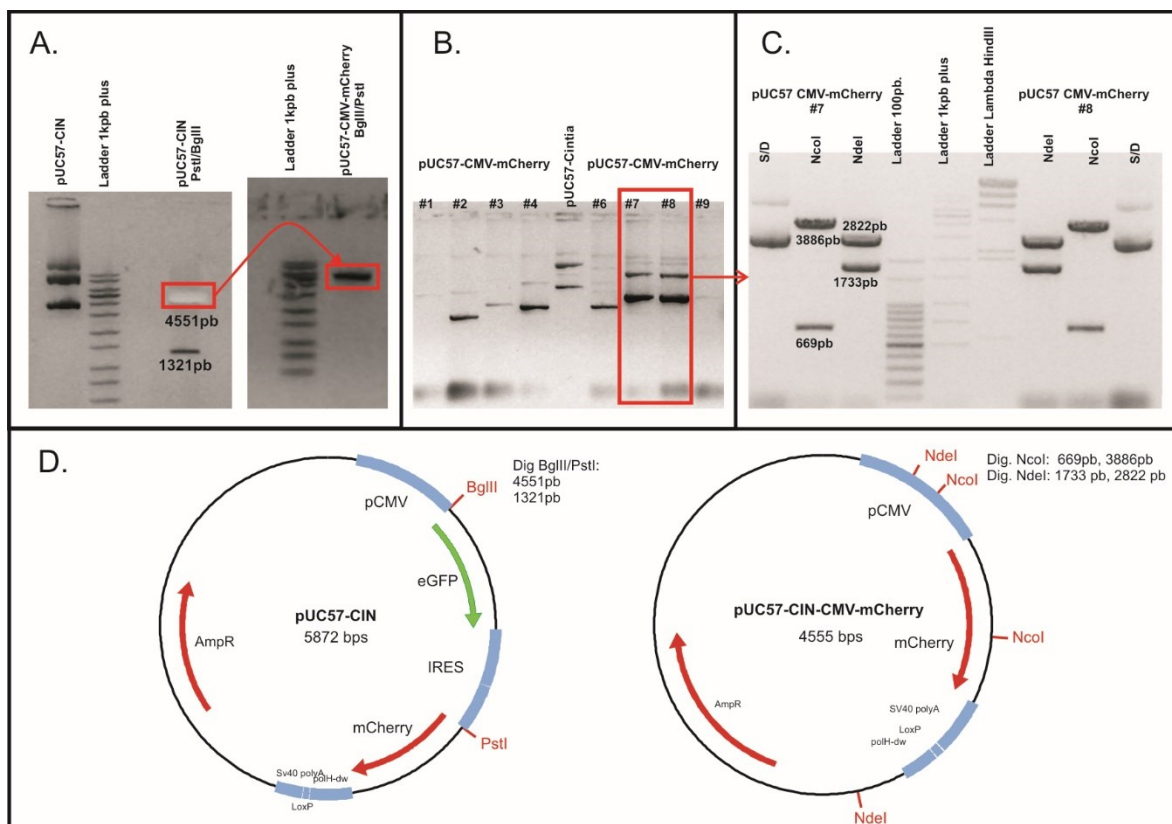 A.
pUC57-CIN
Ladder 1kpb plus
pUC57-CIN
PstI/BglII
4551pb
1321pb
Ladder 1kpb plus
pUC57-CMV-mCherry
BglII/PstI
B.
pUC57-CMV-mCherry
pUC57-Cintia
pUC57-CMV-mCherry
#1 #2 #3 #4 #6 #7 #8 #9
C.
pUC57 CMV-mCherry
#7
S/D
NcoI
NdeI
Ladder 100pb.
Ladder 1kpb plus
Ladder Lambda HindIII
pUC57 CMV-mCherry
#8
NdeI
NcoI
S/D
3886pb
2822pb
1733pb
669pb
D.
pCMV
BglII
Dig BglII/PstI:
4551pb
1321pb
eGFP
pUC57-CIN
5872 bps
AmpR
IRES
mCherry
PstI
Sv40 polA
polH-dw
LoxP
NdeI
NcoI
pCMV
Dig. NcoI: 669pb, 3886pb
Dig. NdeI: 1733 pb, 2822 pb
pUC57-CIN-CMV-mCherry
4555 bps
mCherry
NcoI
AmpR
SV40 polyA
LoxP
polH-dw
NdeI